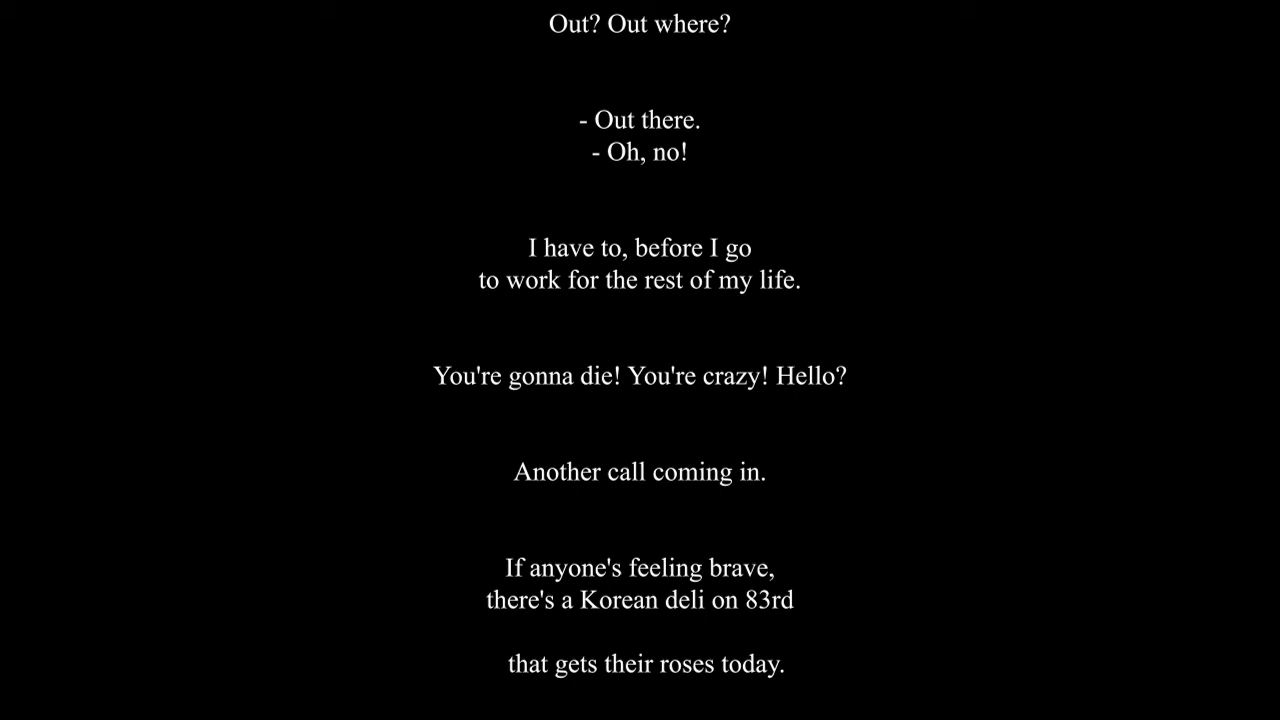 Out? Out where?
- Out there.
- Oh, no!
I have to, before I go
to work for the rest of my life.
You're gonna die! You're crazy! Hello?
Another call coming in.
If anyone's feeling brave,
there's a Korean deli on 83rd
that gets their roses today.